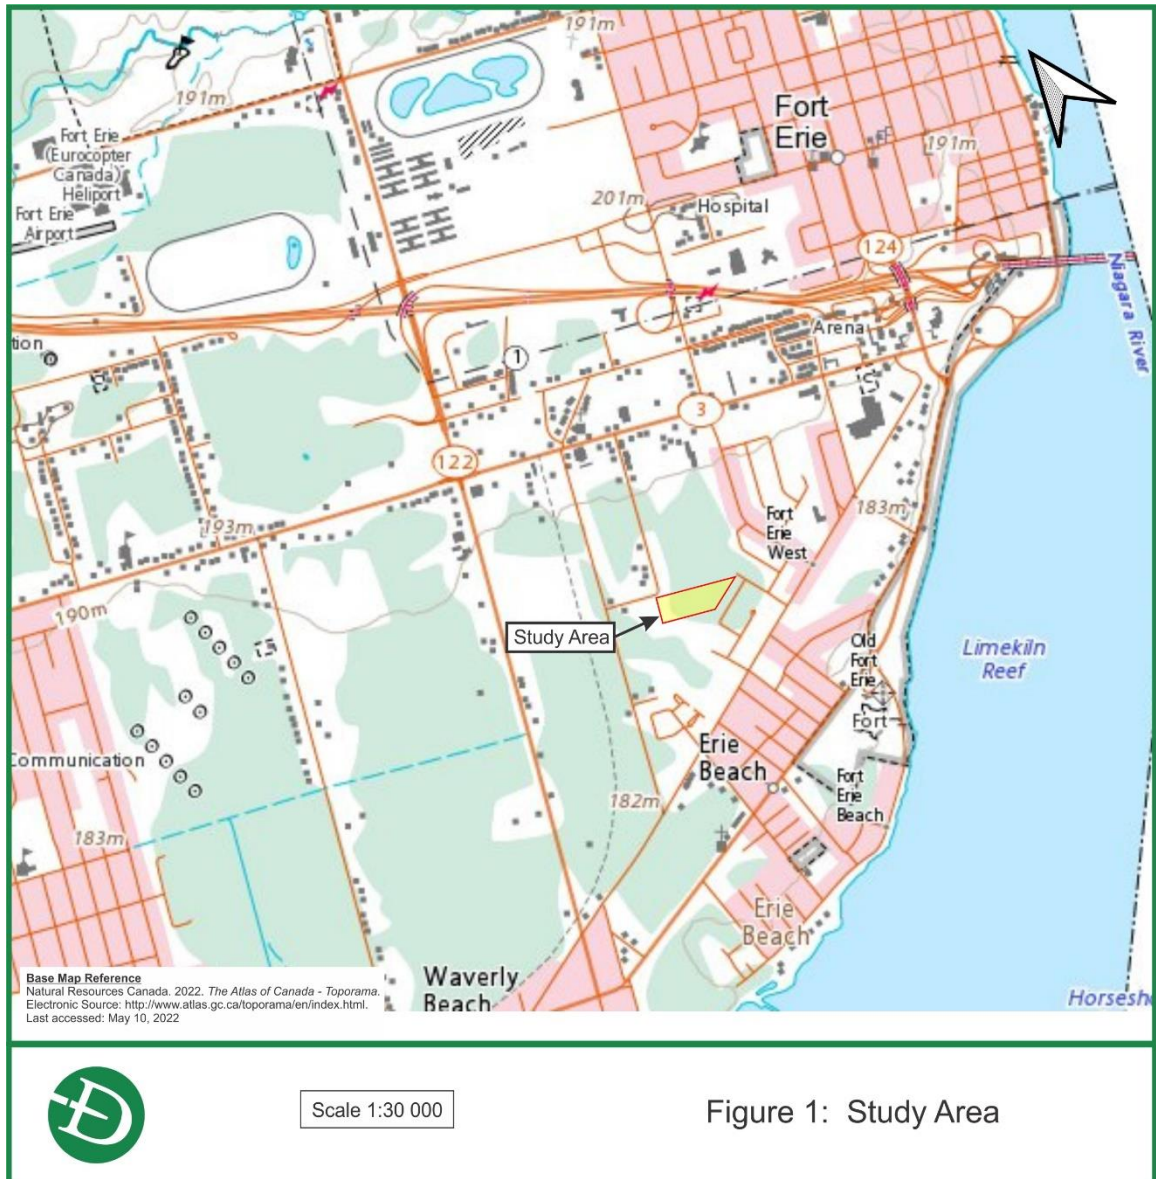 191m
191m
Fort
Erie
Fort Erie
(Eurocopter
Canada)
Heliport
191m
201m
Hospital
Fort Erie
Airport
124
Niagara River
tion
Arena
1
3
122
183m
Fort
Erie
West
193m
190m
Study Area
Old
Fort
Erie
Limekiln
Reef
Fort
Communication
Erie
Beach
Fort
Erie
Beach
182m
183m
Erie
Beach
Waverly
Beach
Base Map Reference
Natural Resources Canada. 2022. The Atlas of Canada - Toporama.
Electronic Source: http://www.atlas.gc.ca/toporama/en/index.html.
Last accessed: May 10, 2022
Horsesh
D
Scale 1:30 000
Figure 1: Study Area